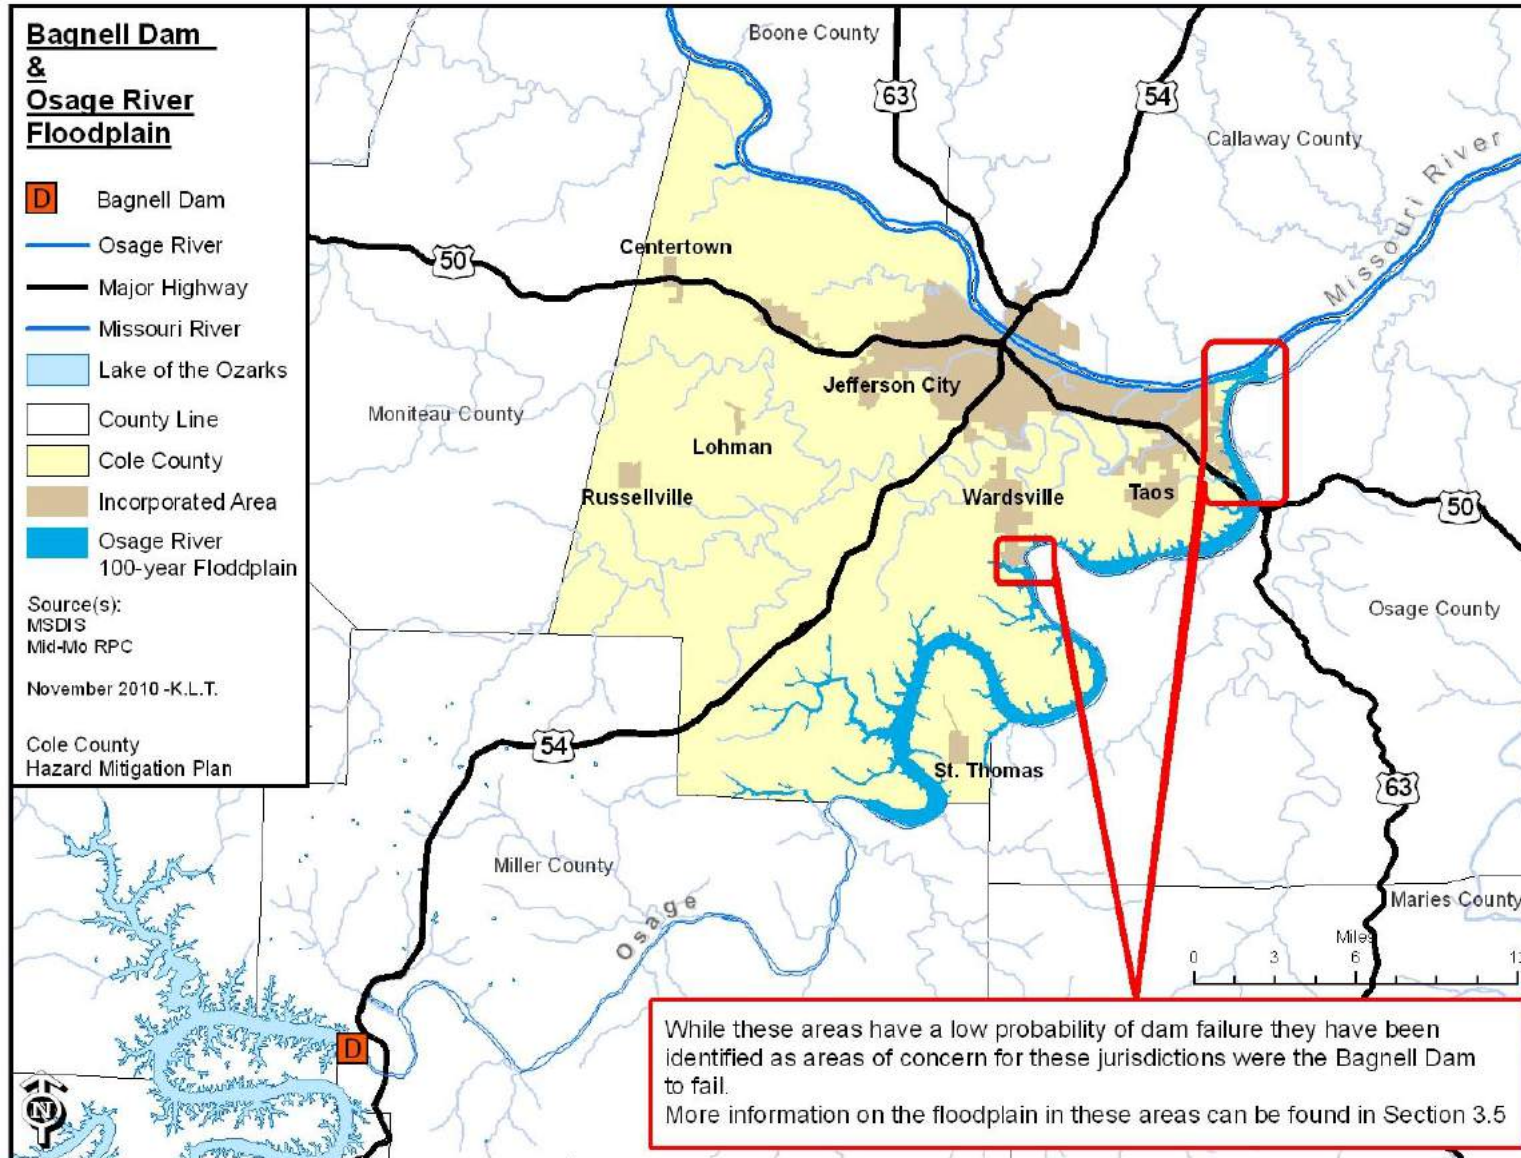 Bagnell Dam
&
Osage River
Floodplain
D
Bagnell Dam
Osage River
Major Highway
Missouri River
Lake of the Ozarks
County Line
Cole County
Incorporated Area
Osage River
100-year Floddplain
Source(s):
MSDIS
Mid-Mo RPC
November 2010 -K.L.T.
Cole County
Hazard Mitigation Plan
Boone County
63
54
Callaway County
Missouri River
Centertown
50
Jefferson City
Moniteau County
Lohman
Russellville
Wardsville
Taos
50
Osage County
54
St. Thomas
63
Miller County
Osage
Maries County
Miles
0 3 6
D
N
While these areas have a low probability of dam failure they have been
identified as areas of concern for these jurisdictions were the Bagnell Dam
to fail.
More information on the floodplain in these areas can be found in Section 3.5